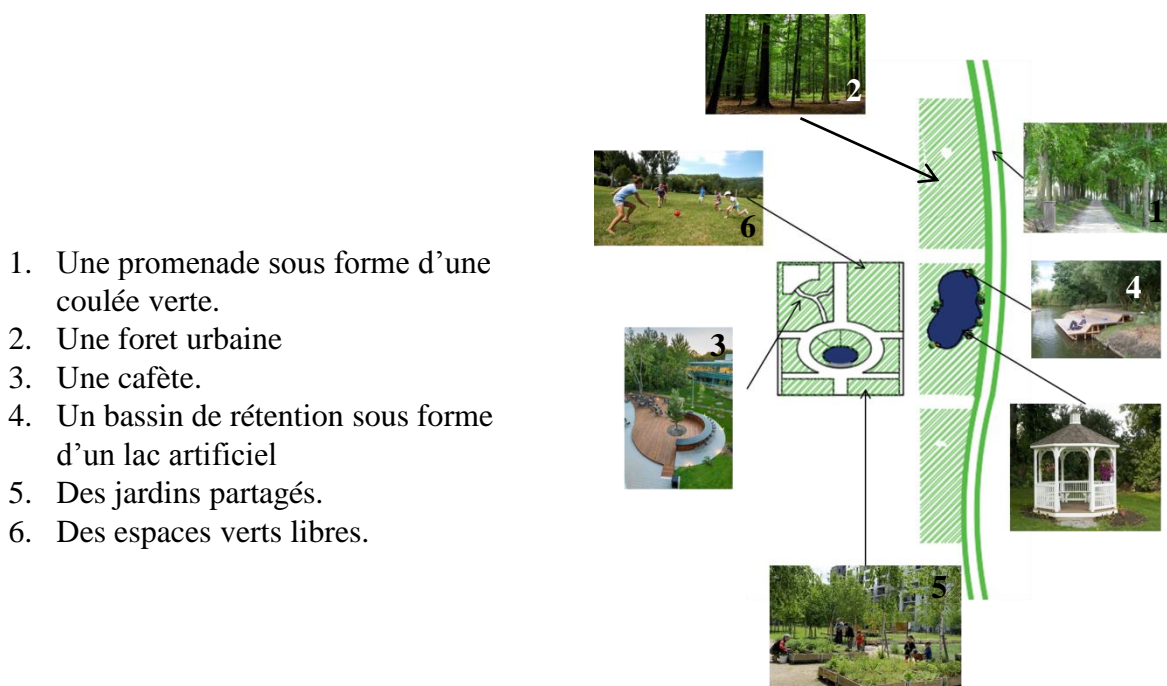 1. Une promenade sous forme d’une
coulée verte.
2. Une foret urbaine
3. Une cafète.
4. Un bassin de rétention sous forme
d’un lac artificiel
5. Des jardins partagés.
6. Des espaces verts libres.
2
1
6
4
3
5